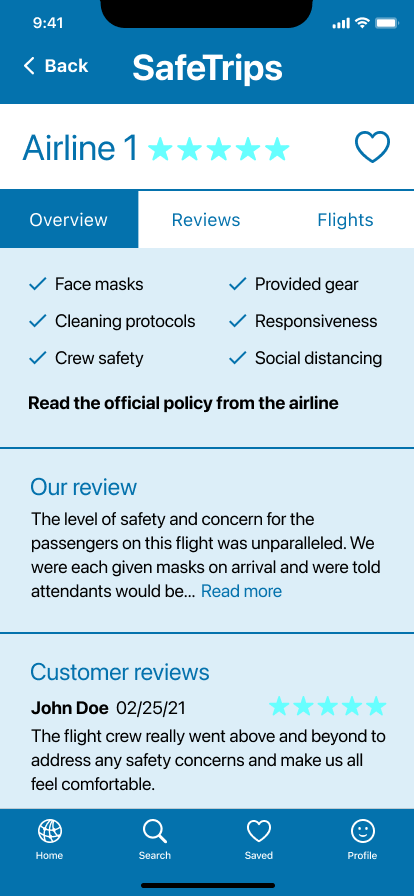 9:41
Back SafeTrips
Airline 1
Overview Reviews Flights
Face masks Provided gear
Cleaning protocols Responsiveness
Crew safety Social distancing
Read the official policy from the airline
Our review
The level of safety and concern for the
passengers on this flight was unparalleled. We
were each given masks on arrival and were told
attendants would be... Read more
Customer reviews
John Doe 02/25/21
The flight crew really went above and beyond to
address any safety concerns and make us all
feel comfortable.
Home Search Saved Profile